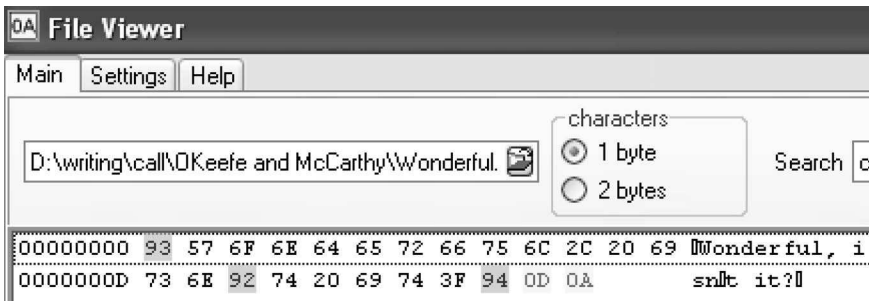 0A File Viewer
Main Settings Help
characters
D:\writing\call\OKeefe and McCarthy\Wonderful.
1 byte
Search c
2 bytes
00000000 93 57 6F 6E 64 65 72 66 75 6C 2C 20 69 ▯Wonderful, i
0000000D 73 6E 92 74 20 69 74 3F 94 0D 0A sn▯t it?▯